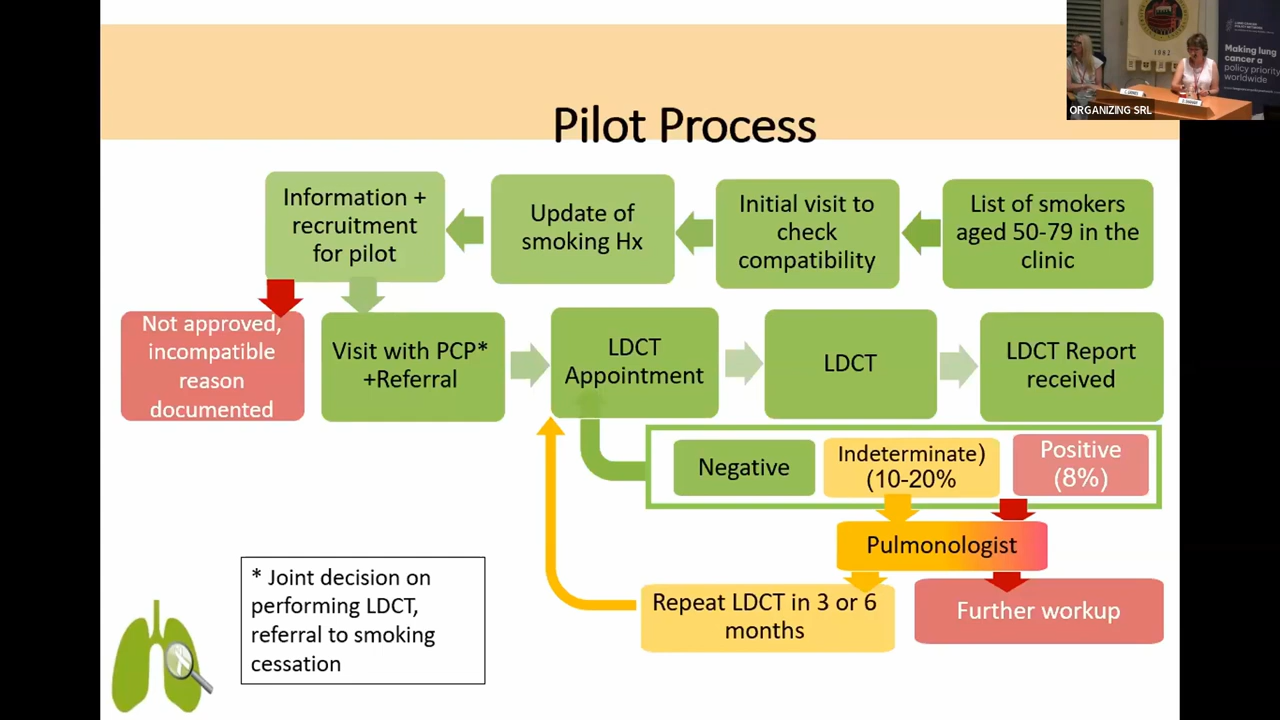 Pilot Process
Information +
recruitment
for pilot
Update of
smoking Hx
Initial visit to
check
compatibility
List of smokers
aged 50-79 in the
clinic
Not approved,
incompatible
reason
documented
Visit with PCP*
+Referral
LDCT
Appointment
LDCT
LDCT Report
received
Negative
Indeterminate)
(10-20%
Positive
(8%)
Pulmonologist
Repeat LDCT in 3 or 6
months
Further workup
* Joint decision on
performing LDCT,
referral to smoking
cessation
1982
Making lung
cancer a
policy priority
worldwide
ORGANIZING SRL